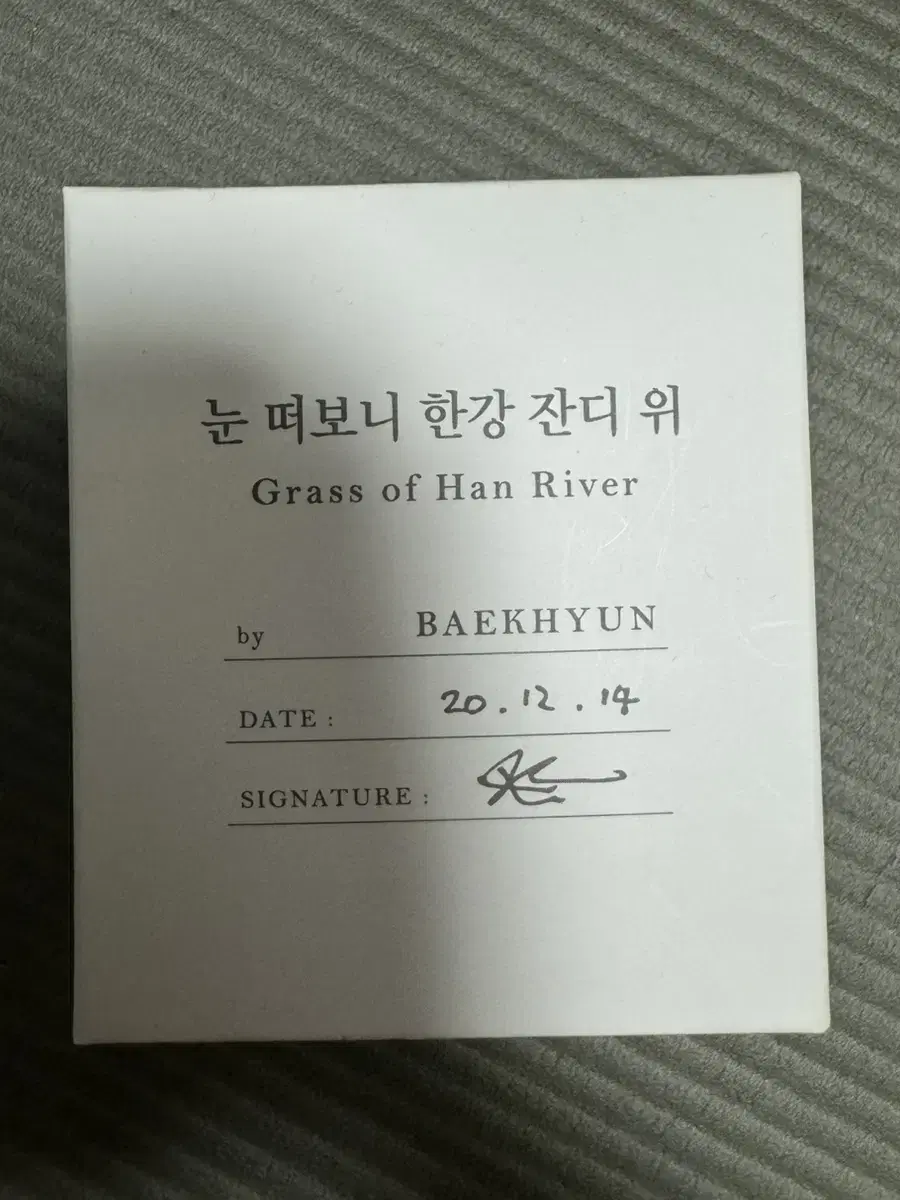 눈 떠보니 한강 잔디 위
Grass of Han River
by BAEKHYUN
DATE : 20.12.14
SIGNATURE :